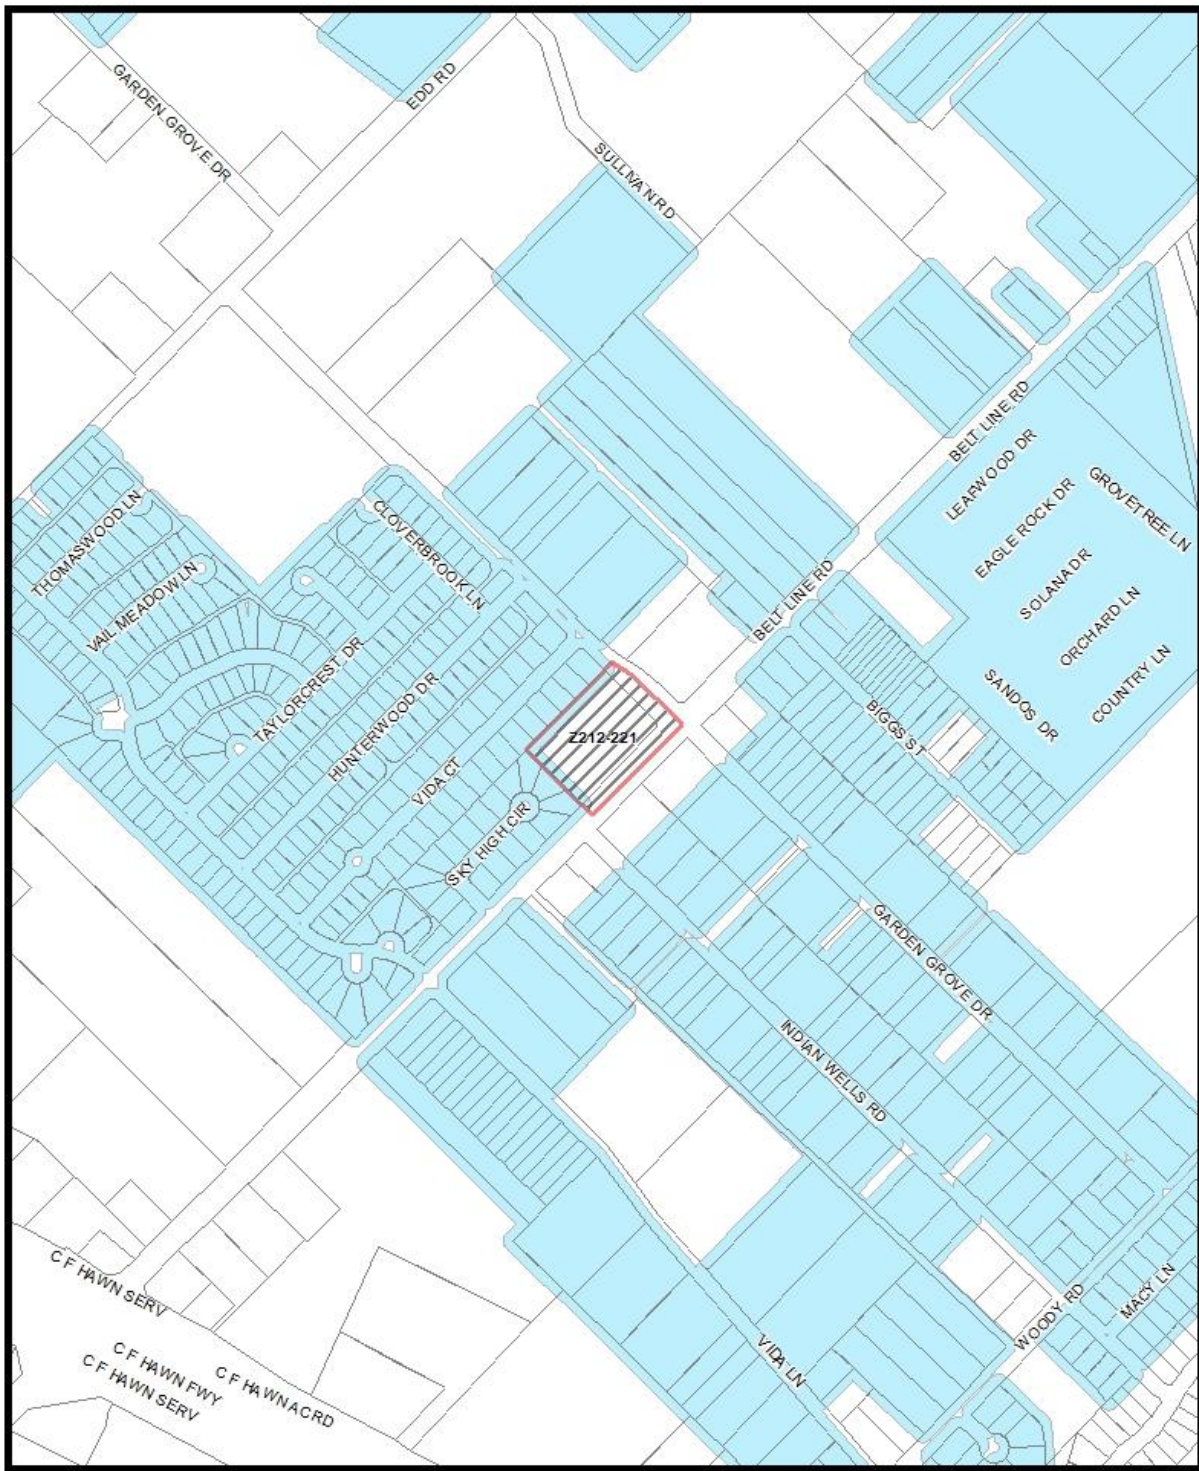 GARDEN GROVE DR
EDD RD
SULLIVAN RD
BELT LINE RD
LEAFWOOD DR
GROVETREE LN
EAGLE ROCK DR
THOMASWOOD LN
CLOVERBROOK LN
SOLANA DR
BELT LINE RD
VAIL MEADOW LN
ORCHARD LN
TAYLORCREST DR
SANDOS DR
COUNTRY LN
HUNTERWOOD DR
BIGGS ST
Z212-221
VIDA CT
SKY HIGH CIR
GARDEN GROVE DR
INDIAN WELLS RD
C F HAWN SERV
MACY LN
WOODY RD
C F HAWN FWY
C F HAWN SERV
C F HAWN ACRD
VIDA LN